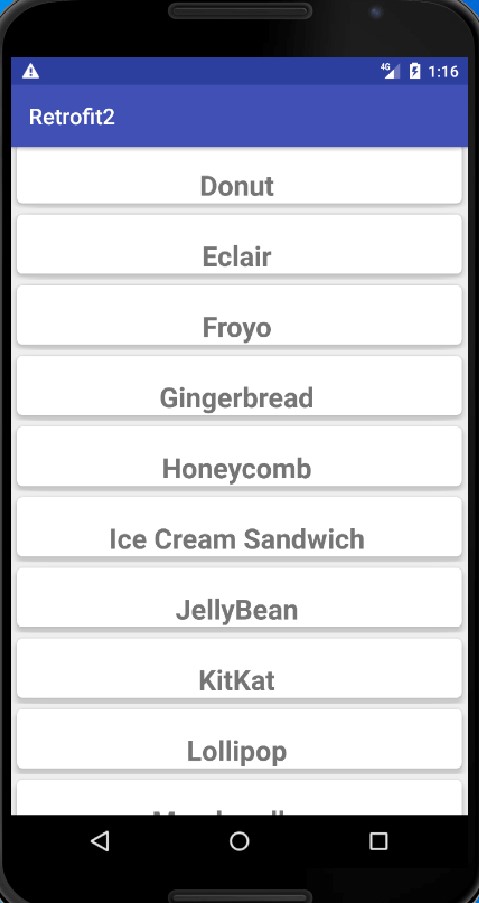 4G 1:16
Retrofit2
Donut
Eclair
Froyo
Gingerbread
Honeycomb
Ice Cream Sandwich
JellyBean
KitKat
Lollipop